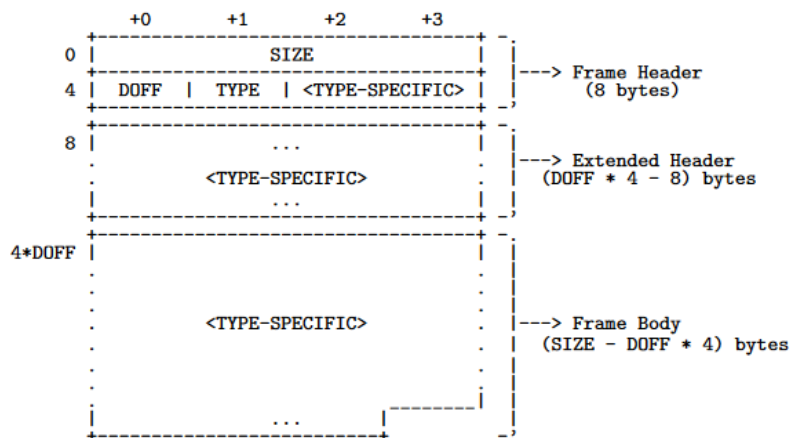 +0 +1 +2 +3
0 SIZE
---> Frame Header
4 DOFF | TYPE | <TYPE-SPECIFIC>
(8 bytes)
8 ...
---> Extended Header
<TYPE-SPECIFIC>
(DOFF * 4 - 8) bytes
...
4*DOFF
<TYPE-SPECIFIC>
---> Frame Body
(SIZE - DOFF * 4) bytes
...